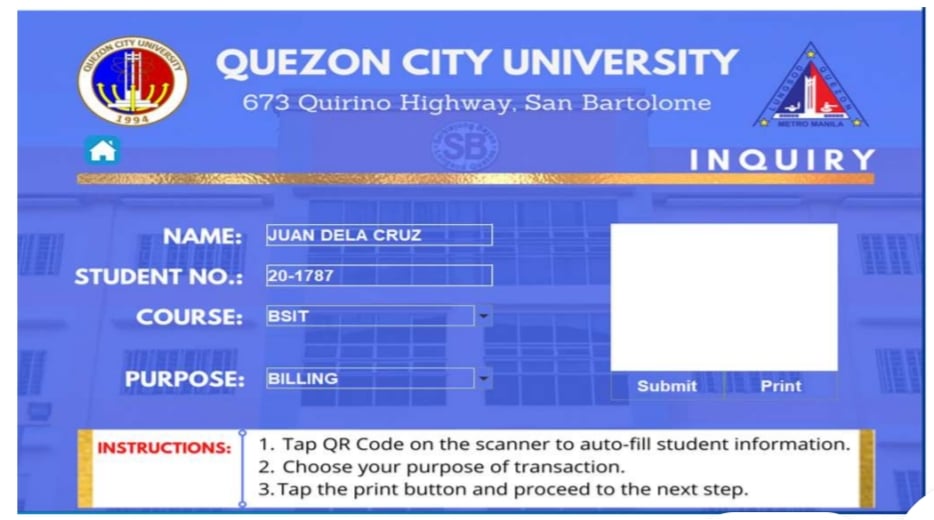 QUEZON CITY UNIVERSITY
673 Quirino Highway, San Bartolome
QUEZON CITY UNIVERSITY
1994
LUNGSOD QUEZON
METRO MANILA
SB
INQUIRY
NAME: JUAN DELA CRUZ
STUDENT NO.: 20-1787
COURSE: BSIT
PURPOSE: BILLING
Submit Print
INSTRUCTIONS: 1. Tap QR Code on the scanner to auto-fill student information.
2. Choose your purpose of transaction.
3.Tap the print button and proceed to the next step.